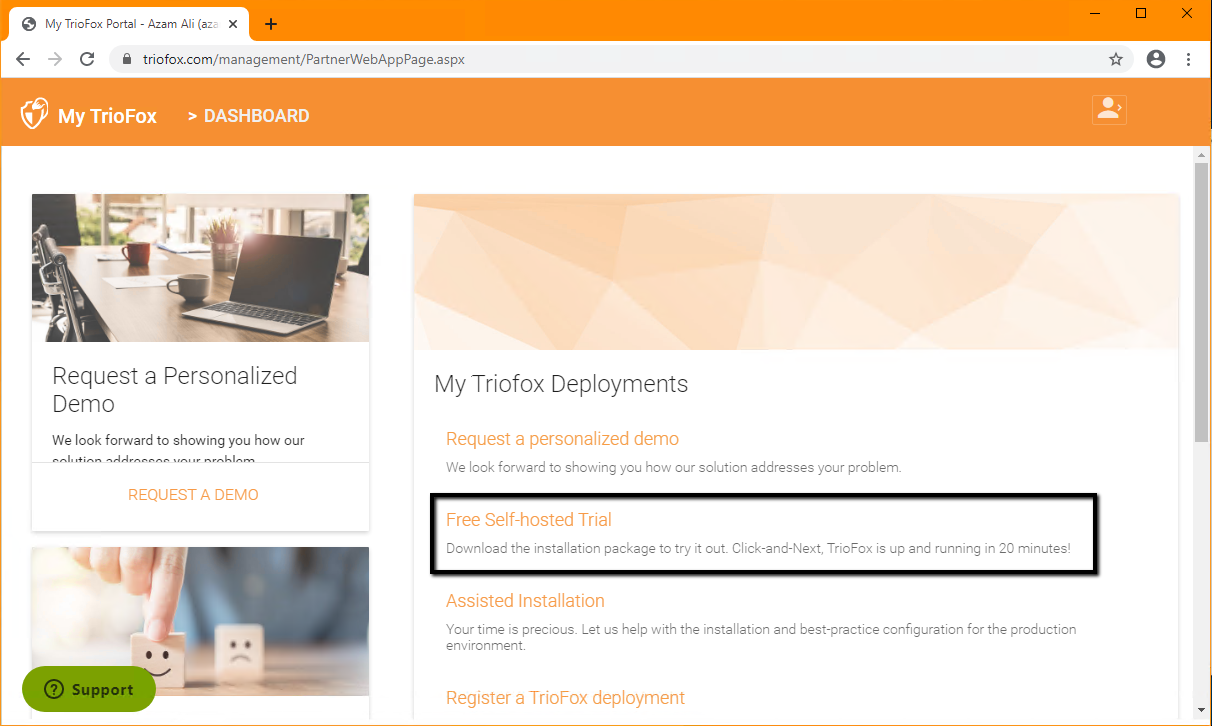 My TrioFox Portal - Azam Ali (aza
triofox.com/management/PartnerWebAppPage.aspx
My TrioFox > DASHBOARD
Request a Personalized
Demo
We look forward to showing you how our
solution addresses your problem.
REQUEST A DEMO
My Triofox Deployments
Request a personalized demo
We look forward to showing you how our solution addresses your problem.
Free Self-hosted Trial
Download the installation package to try it out. Click-and-Next, TrioFox is up and running in 20 minutes!
Assisted Installation
Your time is precious. Let us help with the installation and best-practice configuration for the production
environment.
Register a TrioFox deployment
Support